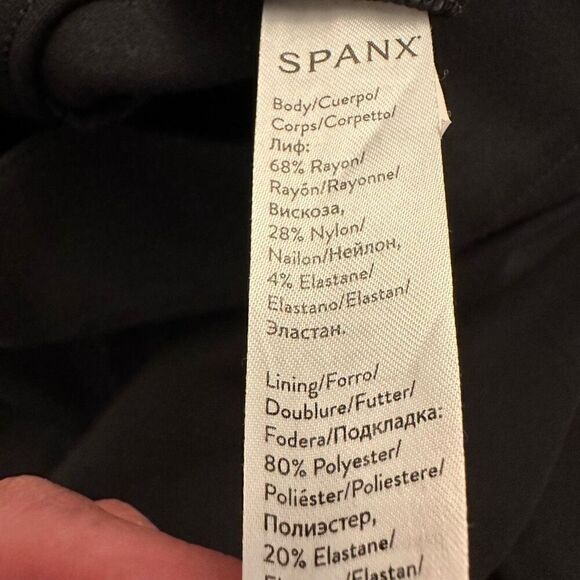 SPANX
Body/Cuerpo/
Corps/Corpetto/
Лиф:
68% Rayon/
Rayón/Rayonne/
Вискоза,
28% Nylon/
Nailon/Нейлон,
4% Elastane/
Elastano/Elastan/
Эластан.
Lining/Forro/
Doublure/Futter/
Fodera/Подкладка:
80% Polyester/
Poliéster/Poliestere/
Полиэстер,
20% Elastane/